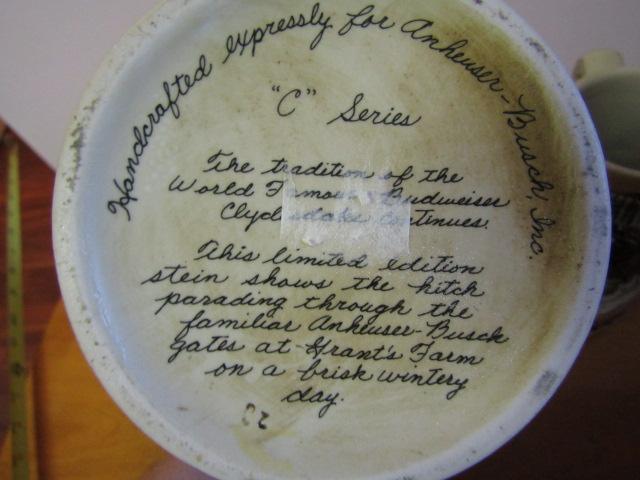 Handcrafted expressly for Anheuser-Busch, Inc.
"C" Series
The tradition of the
World Famous Budweiser
Clydesdales continues.
This limited edition
stein shows the hitch
parading through the
familiar Anheuser-Busch
gates at Grant's Farm
on a brisk wintery
day.